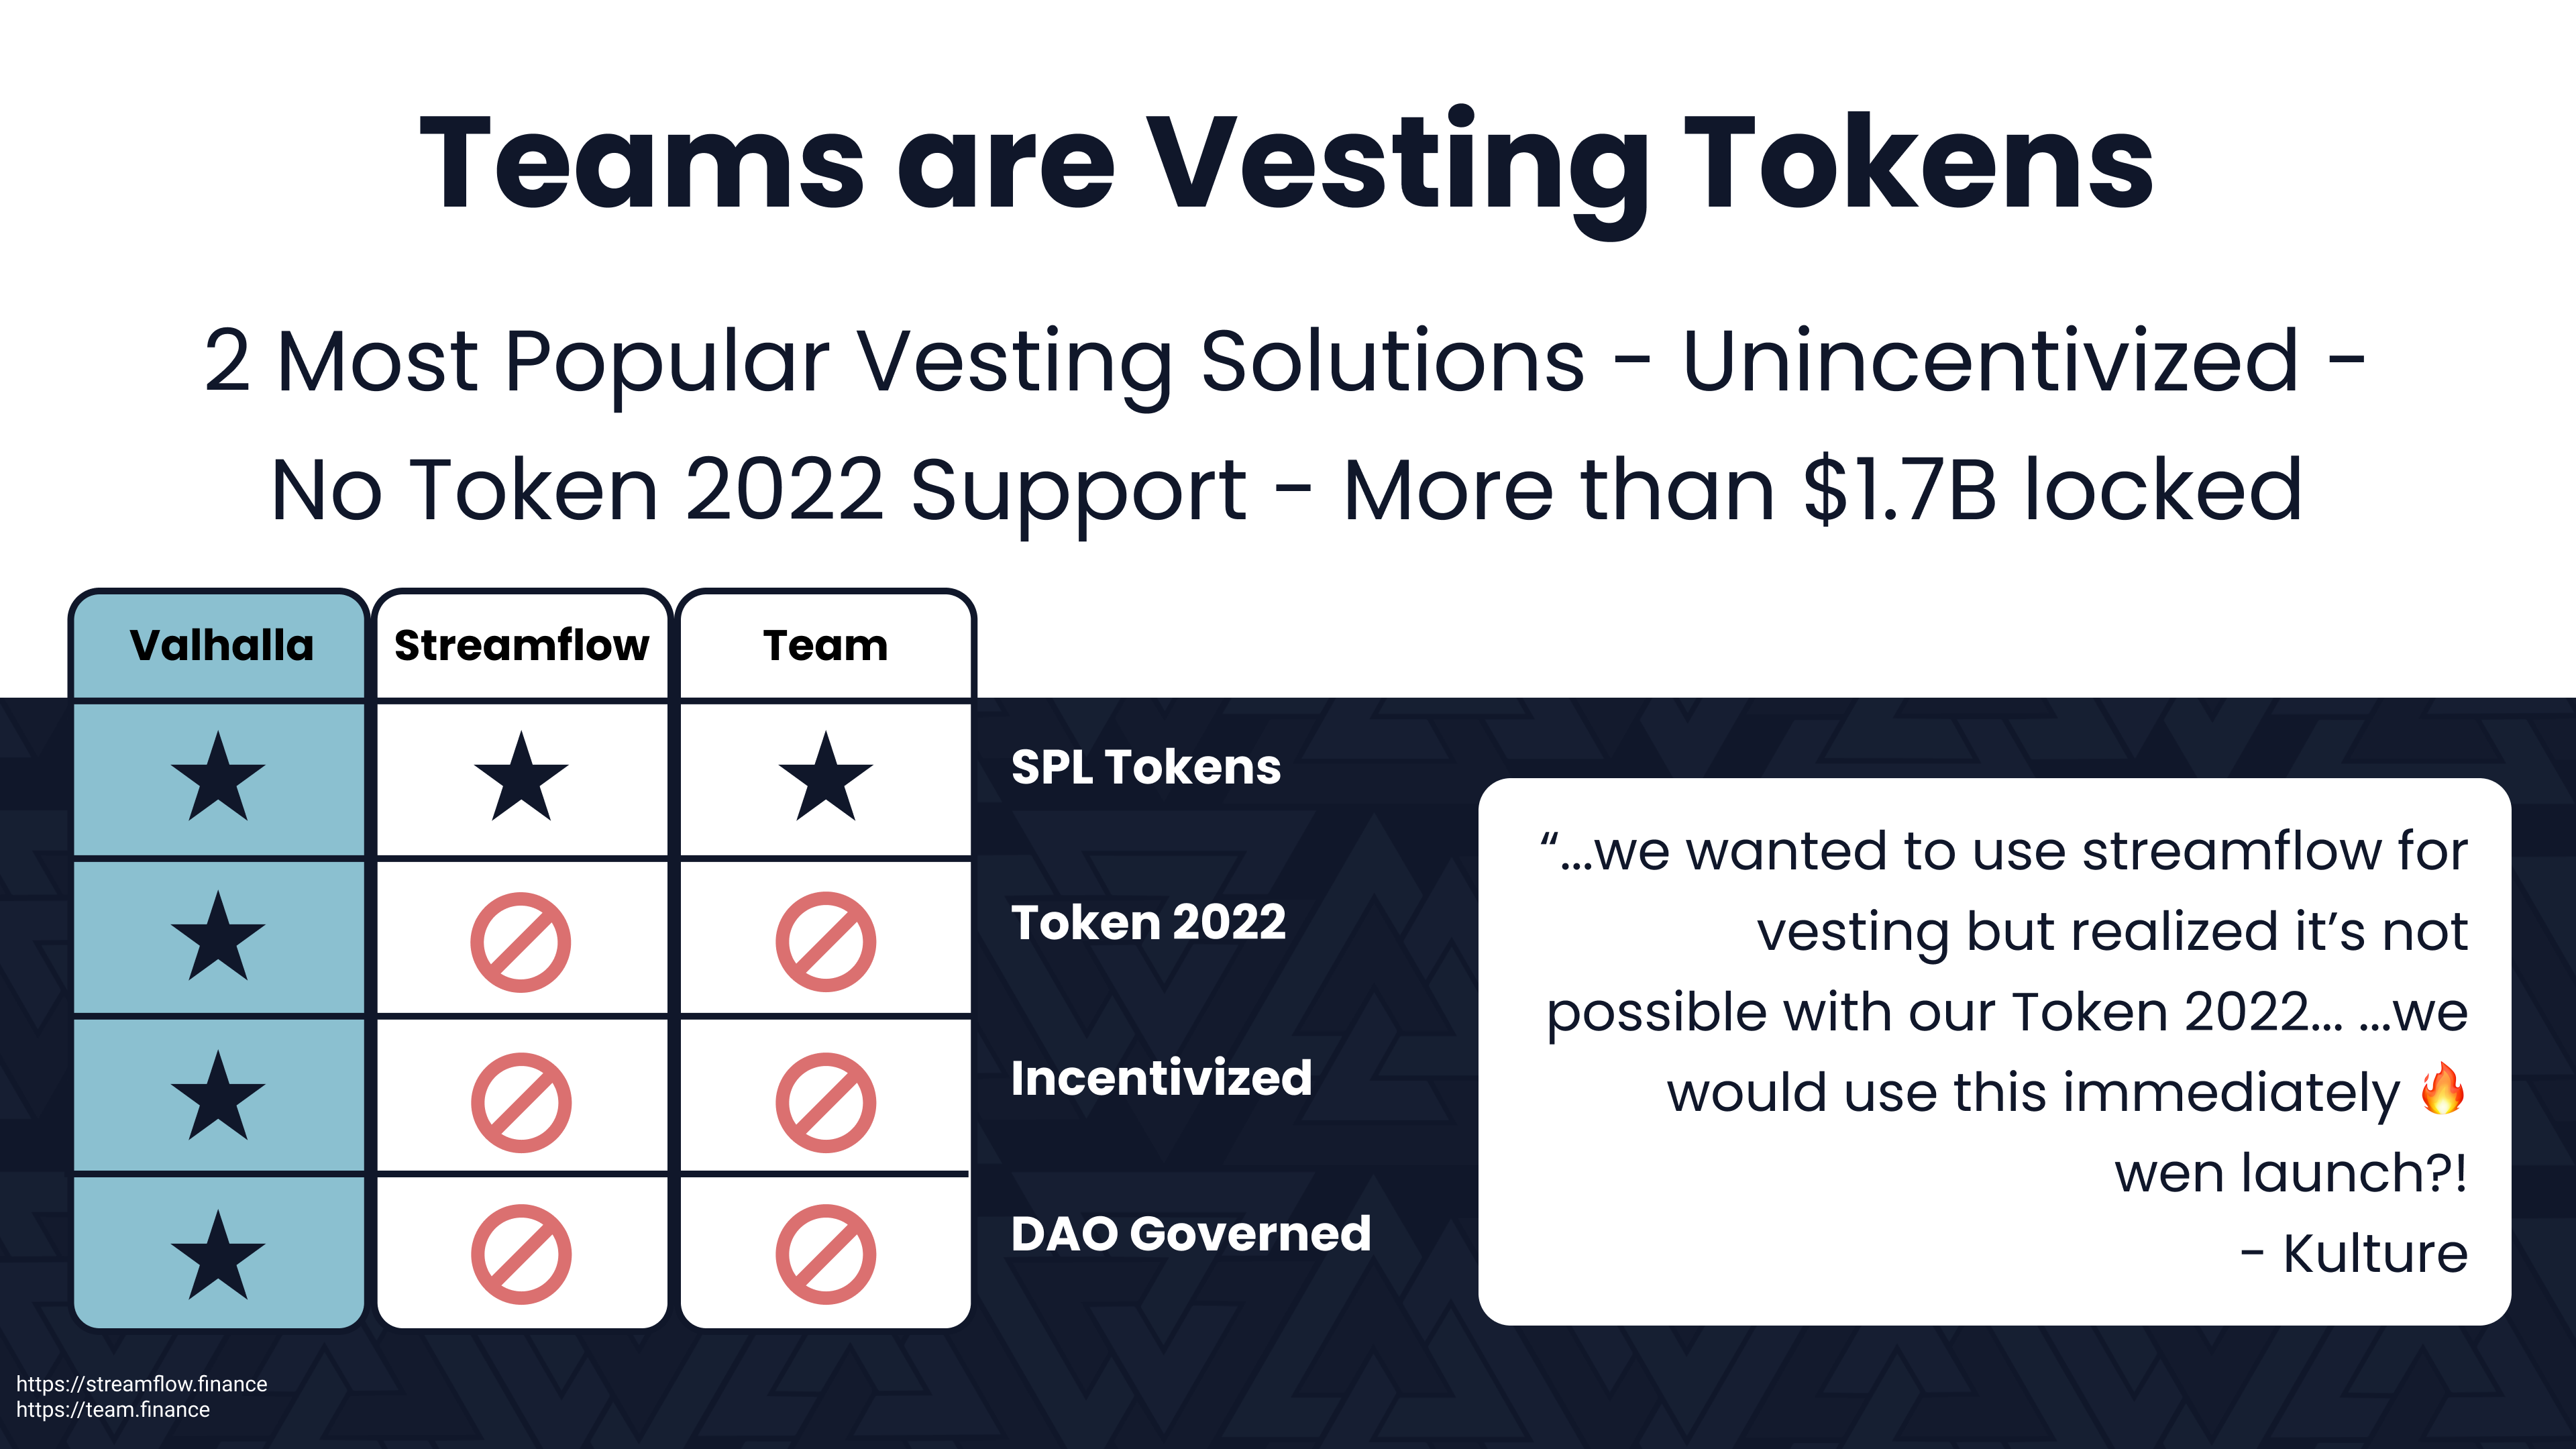 Teams are Vesting Tokens
2 Most Popular Vesting Solutions - Unincentivized -
No Token 2022 Support - More than $1.7B locked
Valhalla
Streamflow
Team
SPL Tokens
Token 2022
Incentivized
DAO Governed
“...we wanted to use streamflow for
vesting but realized it’s not
possible with our Token 2022... ...we
would use this immediately 🔥
wen launch?!
- Kulture
https://streamflow.finance
https://team.finance